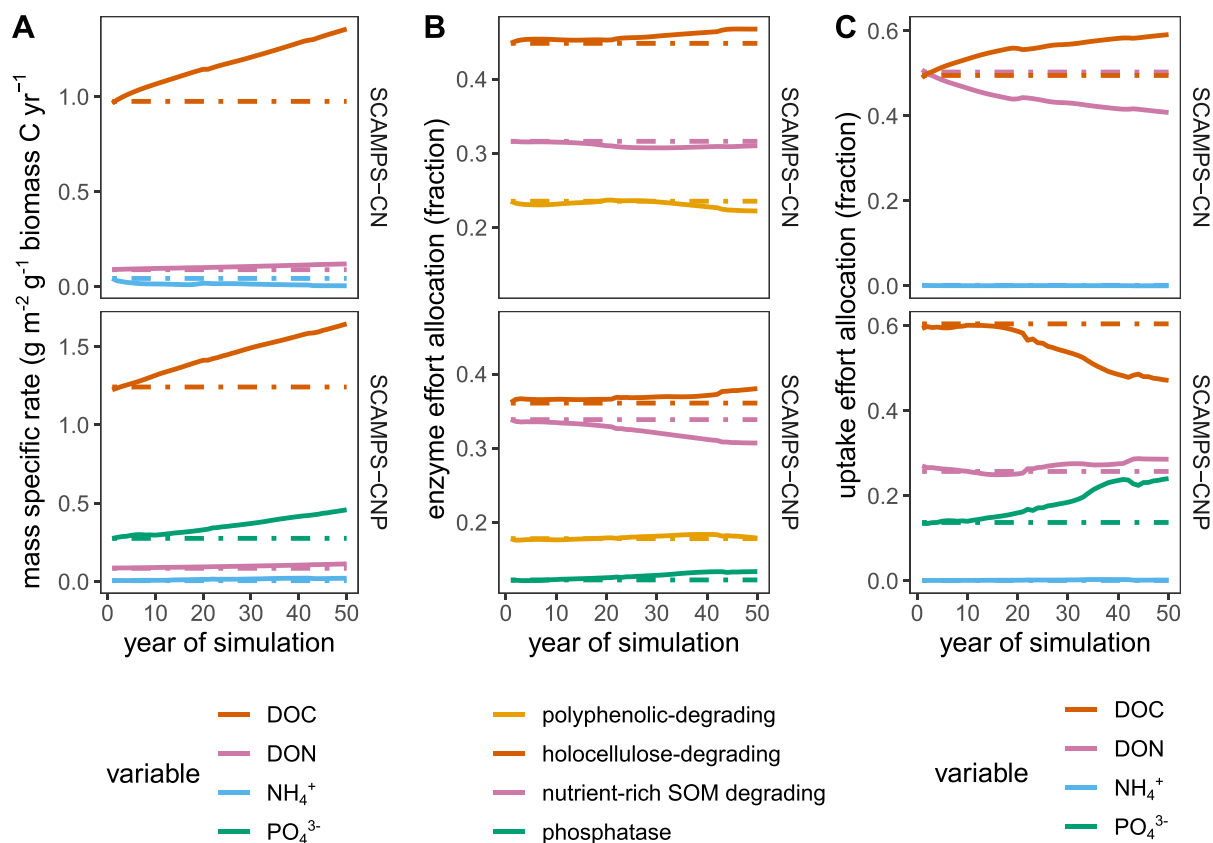 A
B
C
mass specific rate (g m⁻² g⁻¹ biomass C yr⁻¹)
1.0
0.5
0.0
SCAMPS−CN
1.5
1.0
0.5
0.0
SCAMPS−CNP
0 10 20 30 40 50
year of simulation
enzyme effort allocation (fraction)
0.4
0.3
0.2
SCAMPS−CN
0.4
0.3
0.2
SCAMPS−CNP
0 10 20 30 40 50
year of simulation
uptake effort allocation (fraction)
0.6
0.4
0.2
0.0
SCAMPS−CN
0.6
0.4
0.2
0.0
SCAMPS−CNP
0 10 20 30 40 50
year of simulation
variable
DOC
DON
NH₄⁺
PO₄³⁻
polyphenolic-degrading
holocellulose-degrading
nutrient-rich SOM degrading
phosphatase
variable
DOC
DON
NH₄⁺
PO₄³⁻